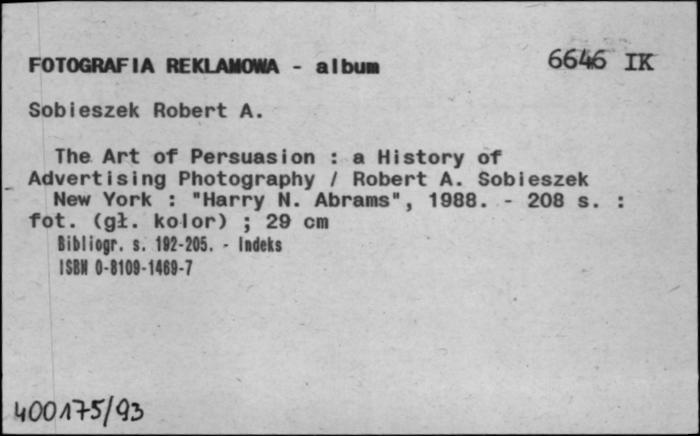 6646 IK
FOTOGRAFIA REKLAMOWA - album
Sobieszek Robert A.
The Art of Persuasion : a History of
Advertising Photography / Robert A. Sobieszek
New York : "Harry N. Abrams", 1988. - 208 s. :
fot. (gł. kolor) ; 29 cm
Bibliogr. s. 192-205. - Indeks
ISBN 0-8109-1469-7
400175/93